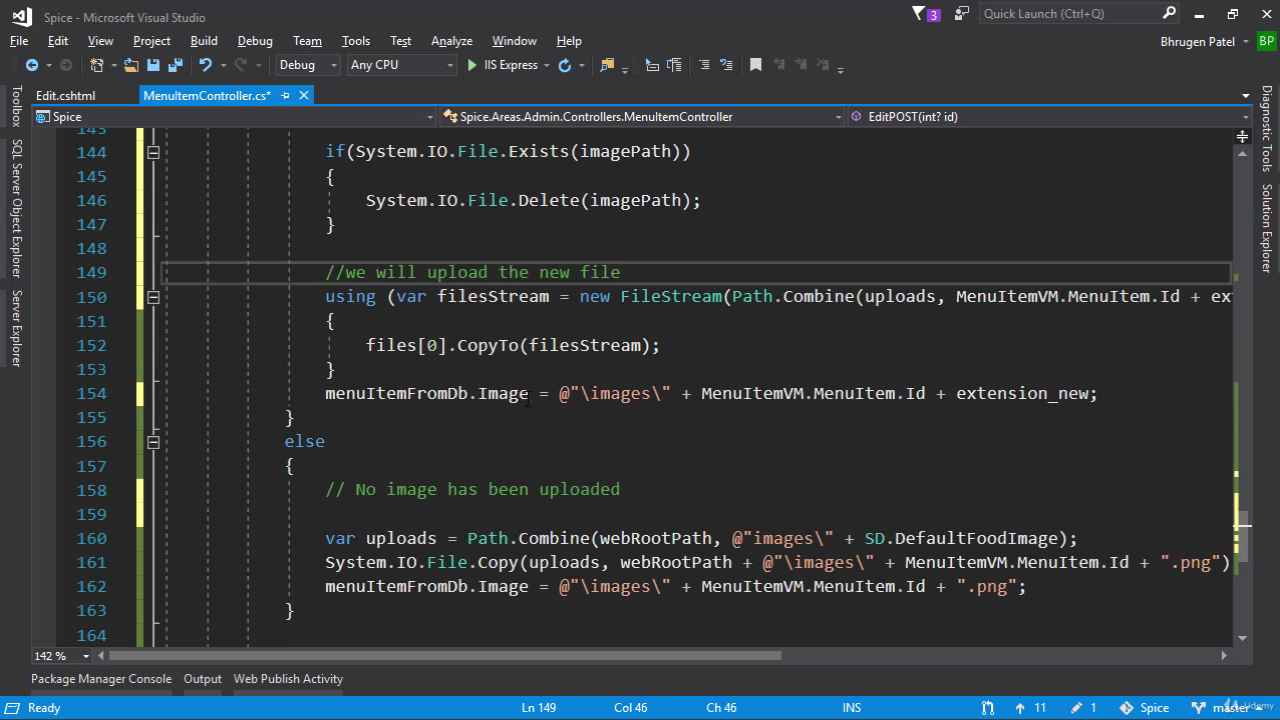 Spice - Microsoft Visual Studio
3
Quick Launch (Ctrl+Q)
File Edit View Project Build Debug Team Tools Test Analyze Window Help
Bhrugen Patel BP
Debug Any CPU IIS Express
Edit.cshtml MenuItemController.cs*
Spice Spice.Areas.Admin.Controllers.MenuItemController EditPOST(int? id)
Toolbox
SQL Server Object Explorer
Server Explorer
Diagnostic Tools
Solution Explorer
143
144 if(System.IO.File.Exists(imagePath))
145 {
146 System.IO.File.Delete(imagePath);
147 }
148
149 //we will upload the new file
150 using (var filesStream = new FileStream(Path.Combine(uploads, MenuItemVM.MenuItem.Id + ext
151 {
152 files[0].CopyTo(filesStream);
153 }
154 menuItemFromDb.Image = @"\images\" + MenuItemVM.MenuItem.Id + extension_new;
155 }
156 else
157 {
158 // No image has been uploaded
159
160 var uploads = Path.Combine(webRootPath, @"images\" + SD.DefaultFoodImage);
161 System.IO.File.Copy(uploads, webRootPath + @"\images\" + MenuItemVM.MenuItem.Id + ".png")
162 menuItemFromDb.Image = @"\images\" + MenuItemVM.MenuItem.Id + ".png";
163 }
164
142 %
Package Manager Console Output Web Publish Activity
Ready Ln 149 Col 46 Ch 46 INS 11 1 Spice master
Udemy